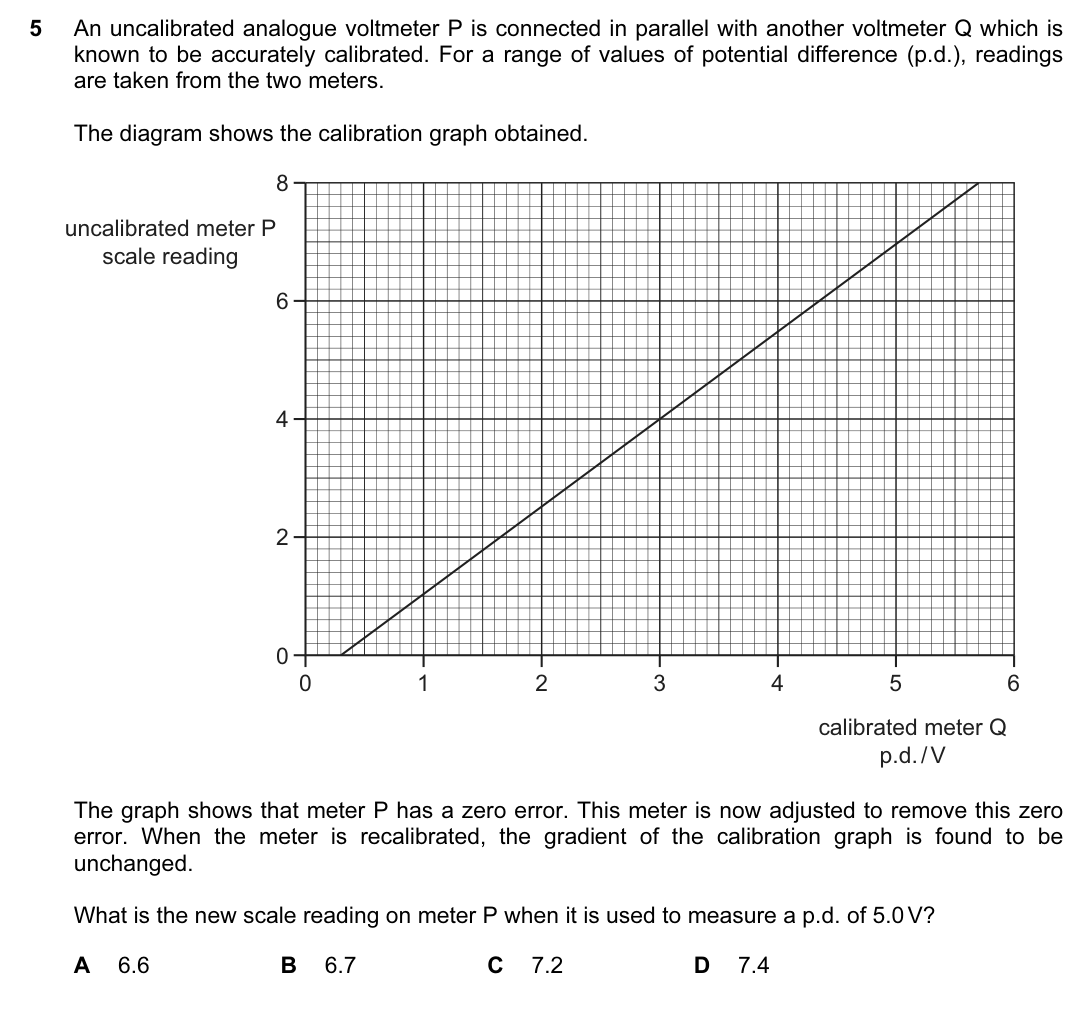 5 An uncalibrated analogue voltmeter P is connected in parallel with another voltmeter Q which is
known to be accurately calibrated. For a range of values of potential difference (p.d.), readings
are taken from the two meters.
The diagram shows the calibration graph obtained.
8
uncalibrated meter P
scale reading
6
4
2
0
0 1 2 3 4 5 6
calibrated meter Q
p.d./V
The graph shows that meter P has a zero error. This meter is now adjusted to remove this zero
error. When the meter is recalibrated, the gradient of the calibration graph is found to be
unchanged.
What is the new scale reading on meter P when it is used to measure a p.d. of 5.0 V?
A 6.6 B 6.7 C 7.2 D 7.4